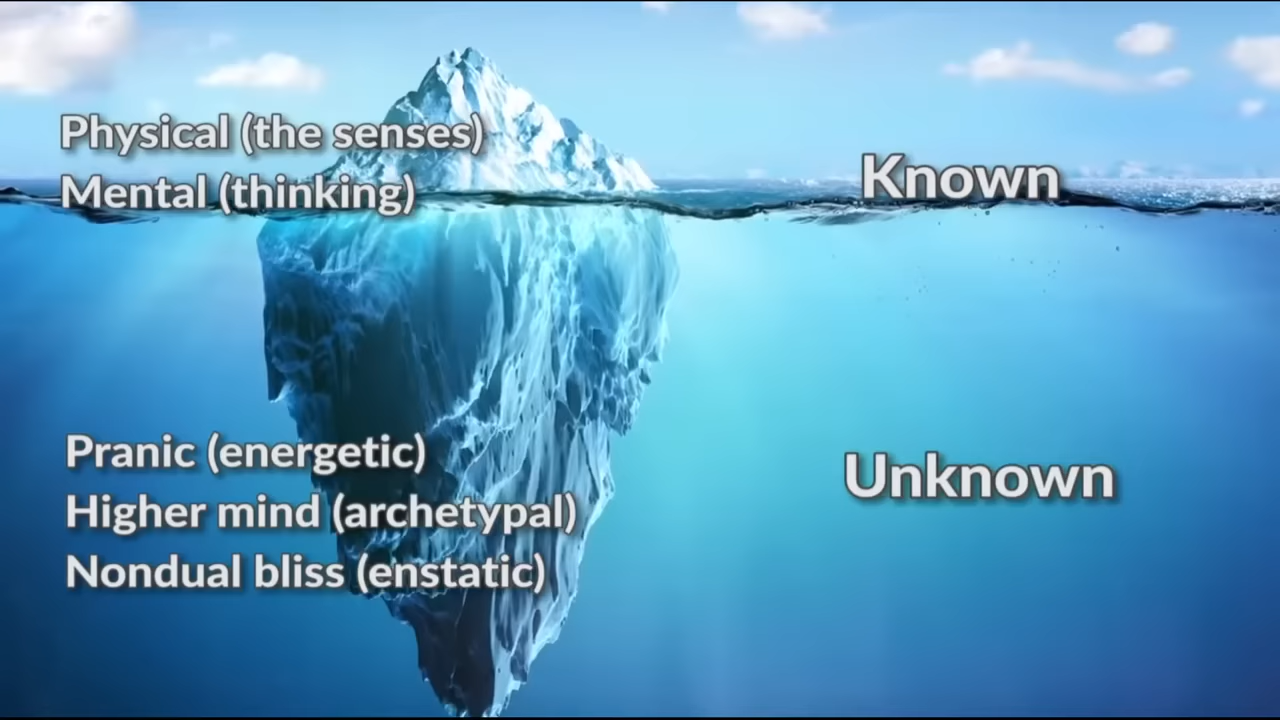 Physical (the senses)
Mental (thinking)
Known
Pranic (energetic)
Higher mind (archetypal)
Nondual bliss (enstatic)
Unknown